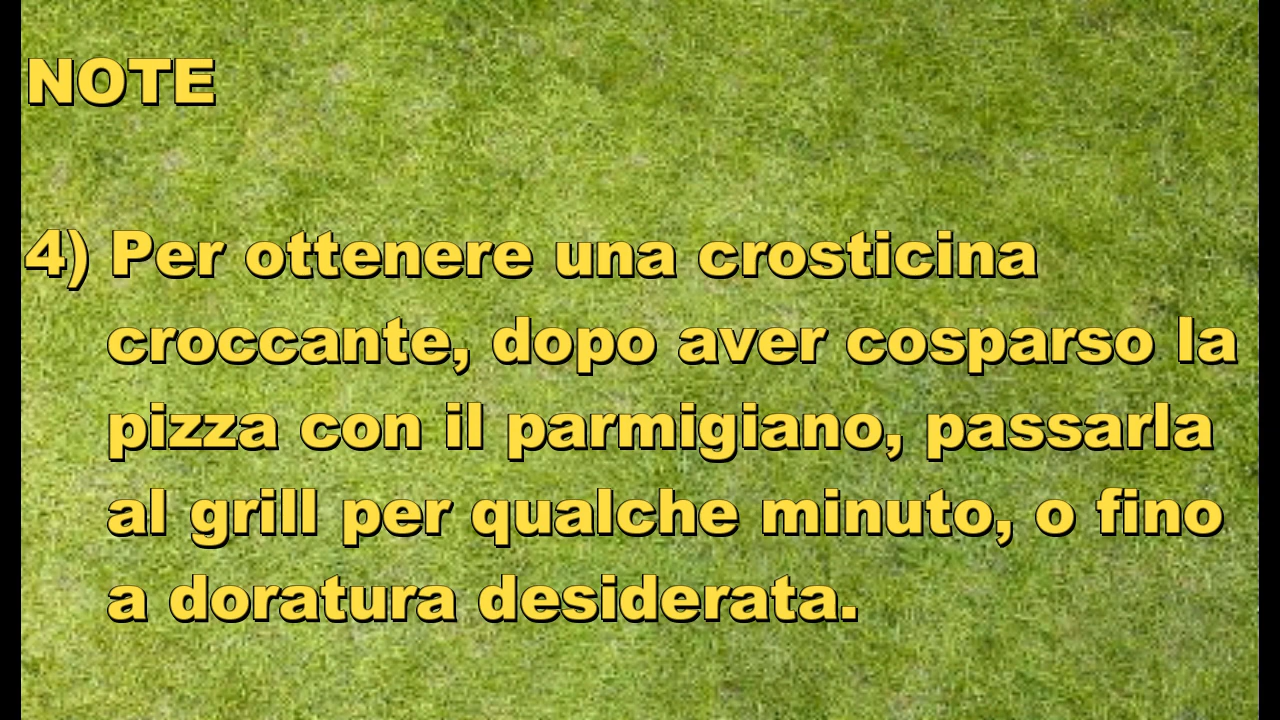 NOTE
4) Per ottenere una crosticina
croccante, dopo aver cosparso la
pizza con il parmigiano, passarla
al grill per qualche minuto, o fino
a doratura desiderata.